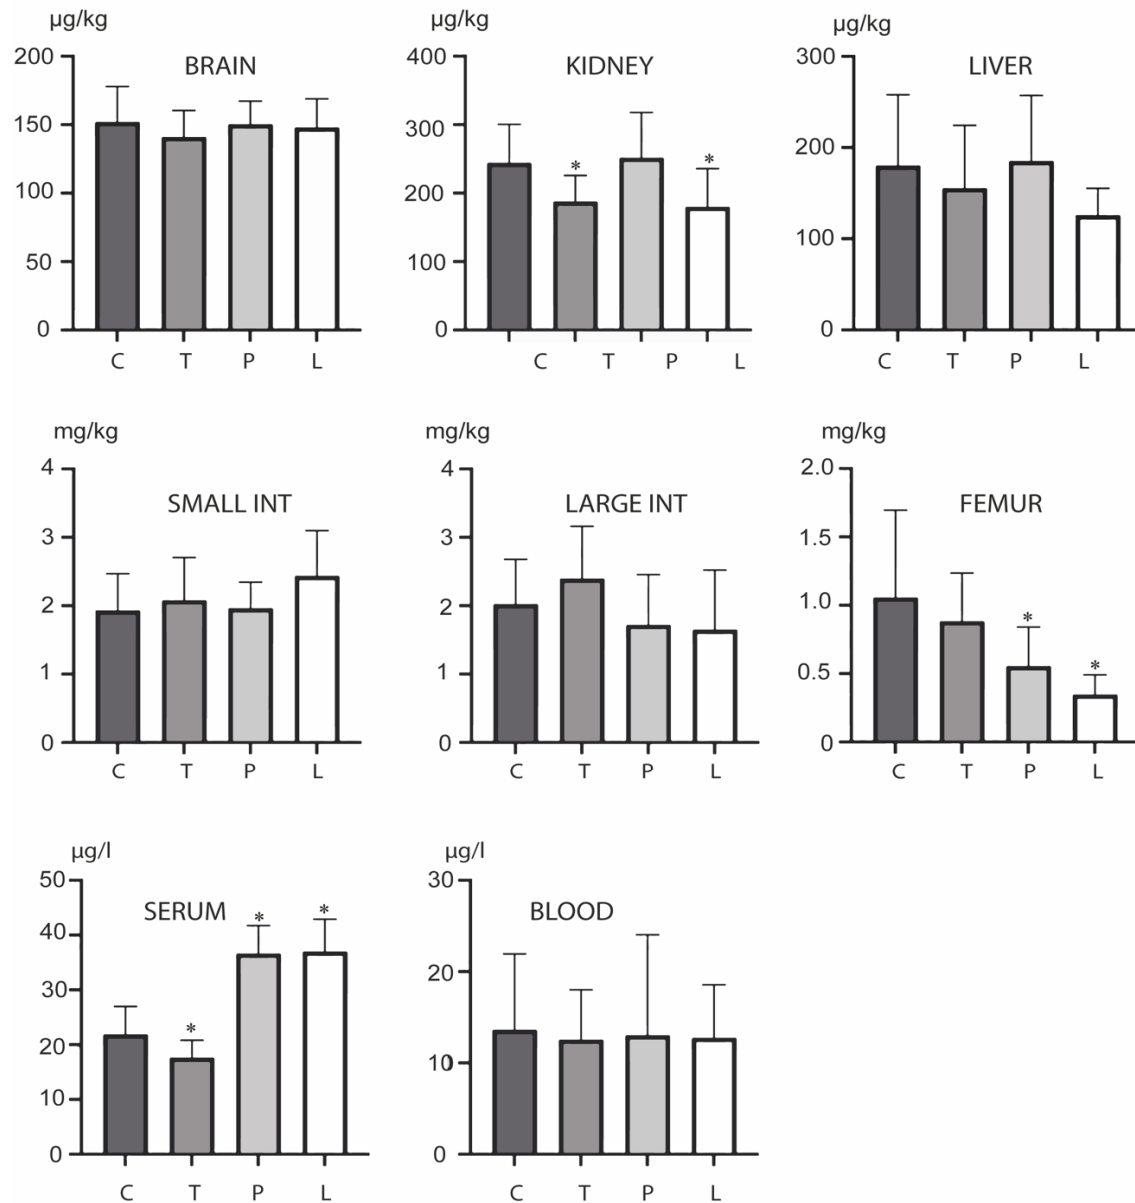 µg/kg
200
BRAIN
150
100
50
0
C T P L
µg/kg
400
KIDNEY
300
*
*
200
100
0
C T P L
µg/kg
300
LIVER
200
100
0
C T P L
mg/kg
4
SMALL INT
3
2
1
0
C T P L
mg/kg
4
LARGE INT
3
2
1
0
C T P L
mg/kg
2.0
FEMUR
1.5
1.0
*
*
0.5
0
C T P L
µg/l
50
SERUM
* *
40
30
*
20
10
0
C T P L
µg/l
30
BLOOD
20
10
0
C T P L